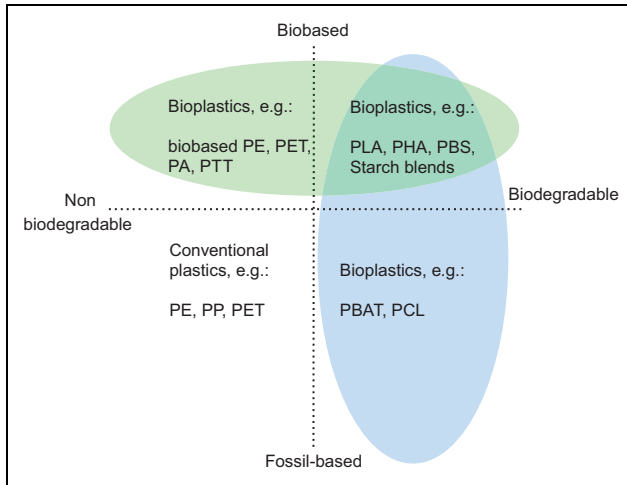 Biobased
Bioplastics, e.g.:
biobased PE, PET,
PA, PTT
Bioplastics, e.g.:
PLA, PHA, PBS,
Starch blends
Non
biodegradable
Biodegradable
Conventional
plastics, e.g.:
PE, PP, PET
Bioplastics, e.g.:
PBAT, PCL
Fossil-based